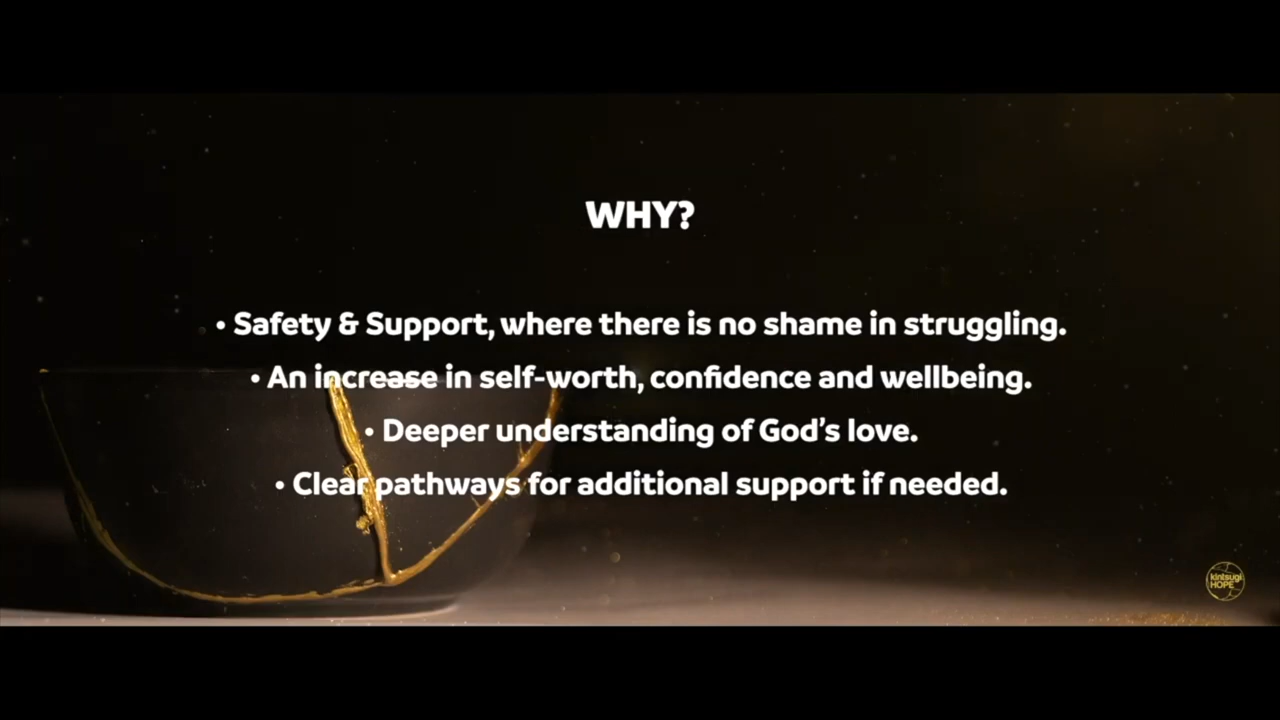 WHY?
• Safety & Support, where there is no shame in struggling.
• An increase in self-worth, confidence and wellbeing.
• Deeper understanding of God’s love.
• Clear pathways for additional support if needed.
kintsugi
HOPE